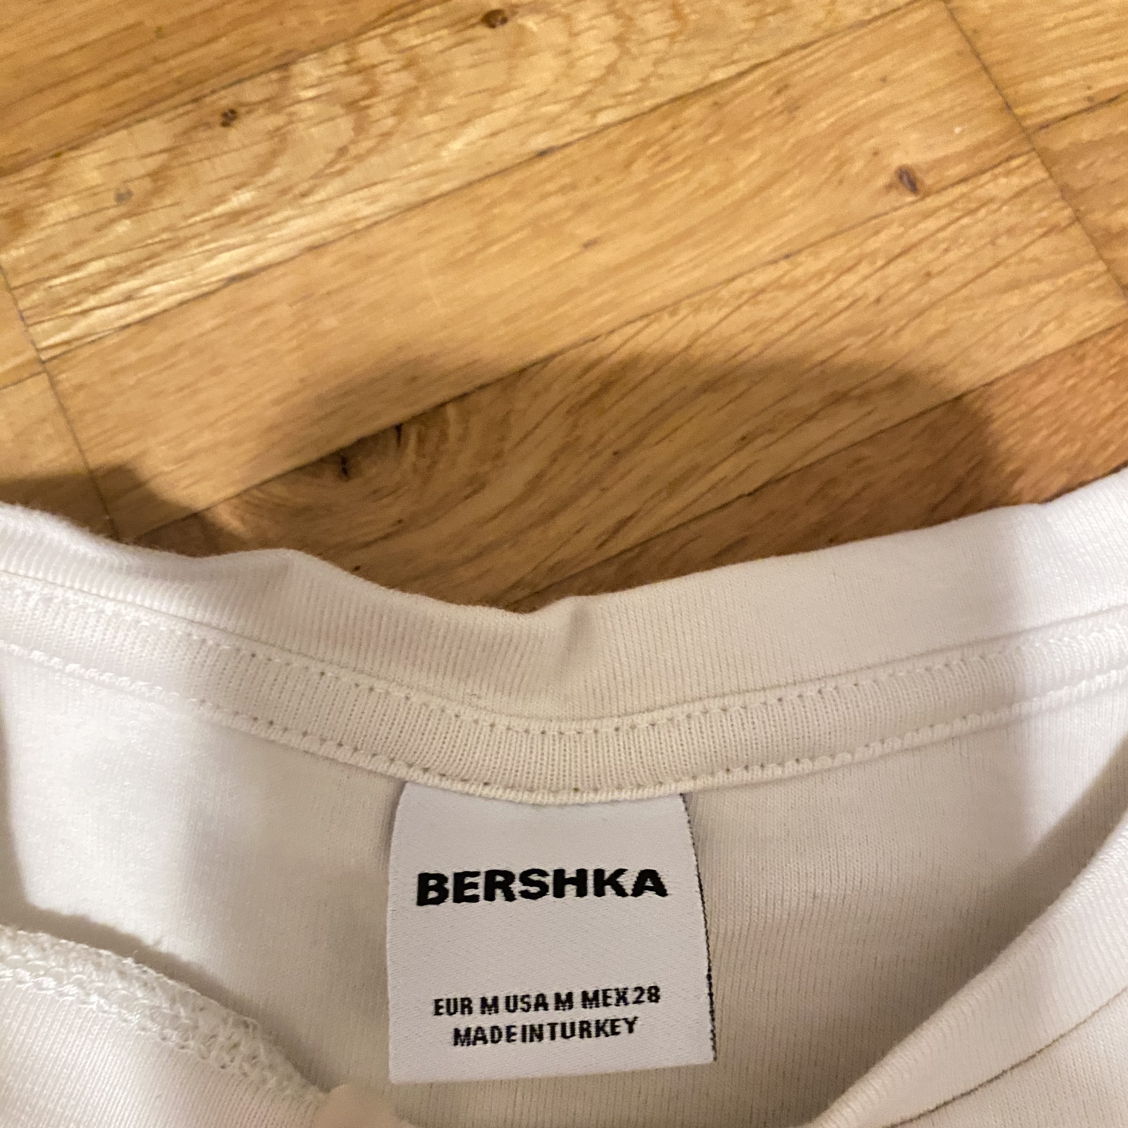 BERSHKA
EUR M USA M MEX 28
MADE IN TURKEY